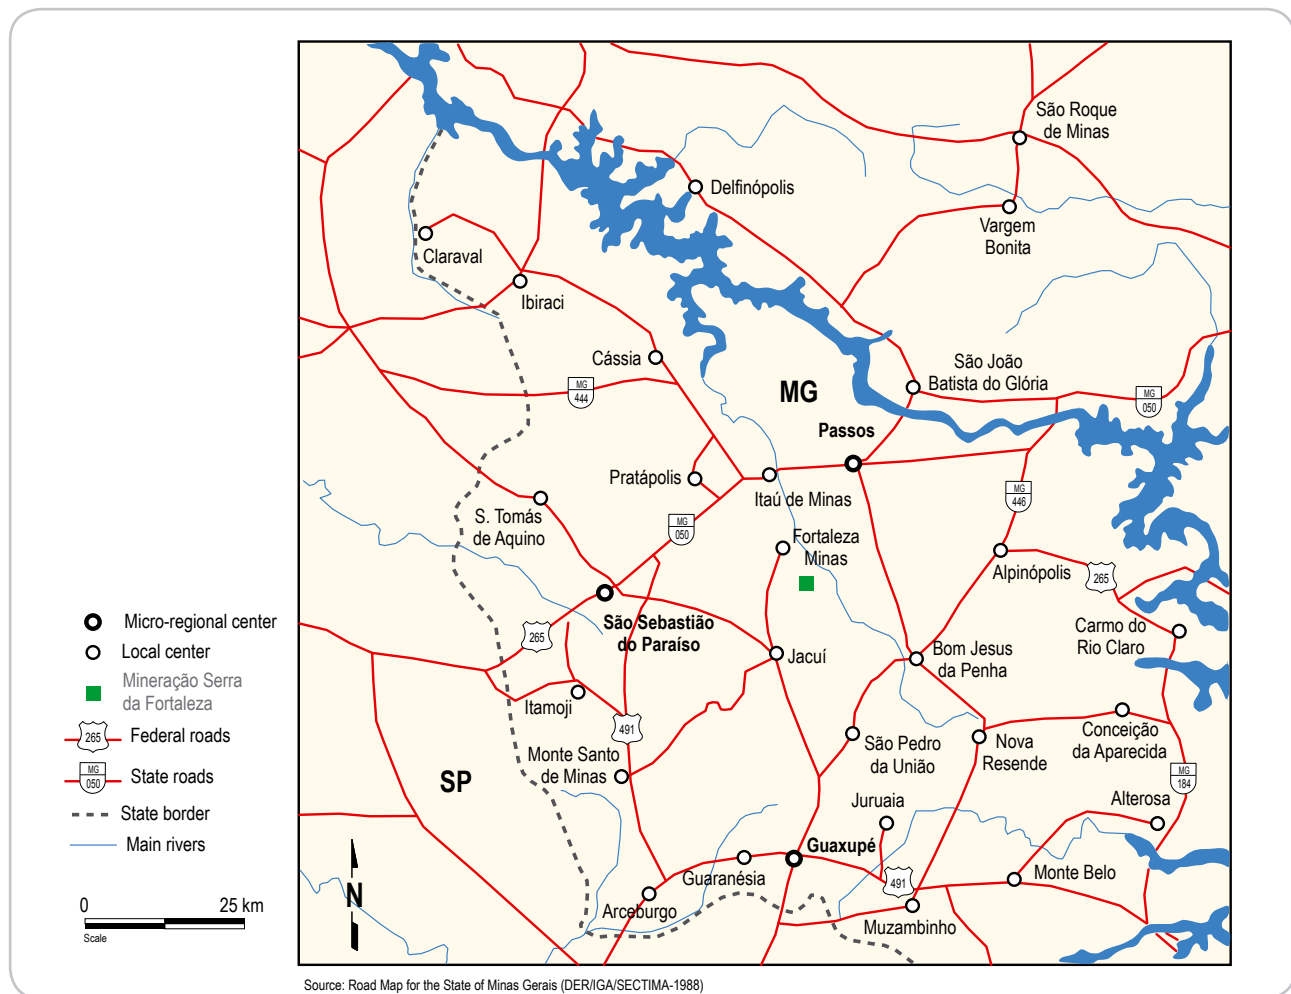 São Roque
de Minas
Delfinópolis
Vargem
Bonita
Claraval
Ibiraci
Cássia
São João
Batista do Glória
MG
444
MG
MG
050
Passos
Pratápolis
Itaú de Minas
MG
446
S. Tomás
de Aquino
MG
050
Fortaleza
Minas
Alpinópolis
265
São Sebastião
do Paraíso
265
Carmo do
Rio Claro
Jacuí
Bom Jesus
da Penha
Itamoji
491
São Pedro
da União
Nova
Resende
Conceição
da Aparecida
Monte Santo
de Minas
SP
MG
184
Juruaia
Alterosa
Guaxupé
Guaranésia
491
Monte Belo
Arceburgo
Muzambinho
Micro-regional center
Local center
Mineração Serra
da Fortaleza
265
Federal roads
MG
050
State roads
State border
Main rivers
N
0
25 km
Scale
Source: Road Map for the State of Minas Gerais (DER/IGA/SECTIMA-1988)